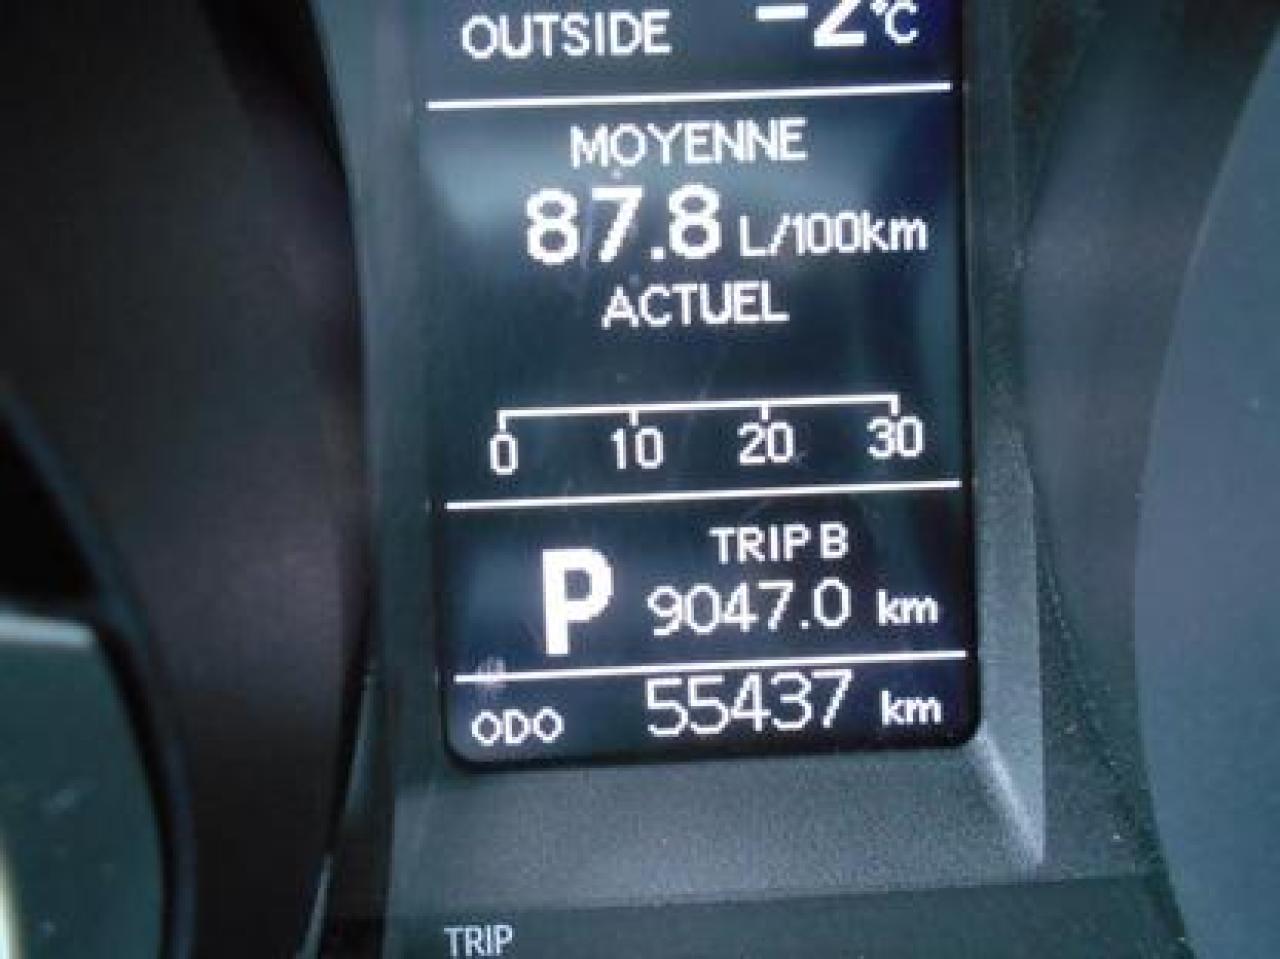 OUTSIDE -2°C
MOYENNE
87.8 L/100km
ACTUEL
0 10 20 30
TRIP B
P 9047.0 km
ODO 55437 km
TRIP